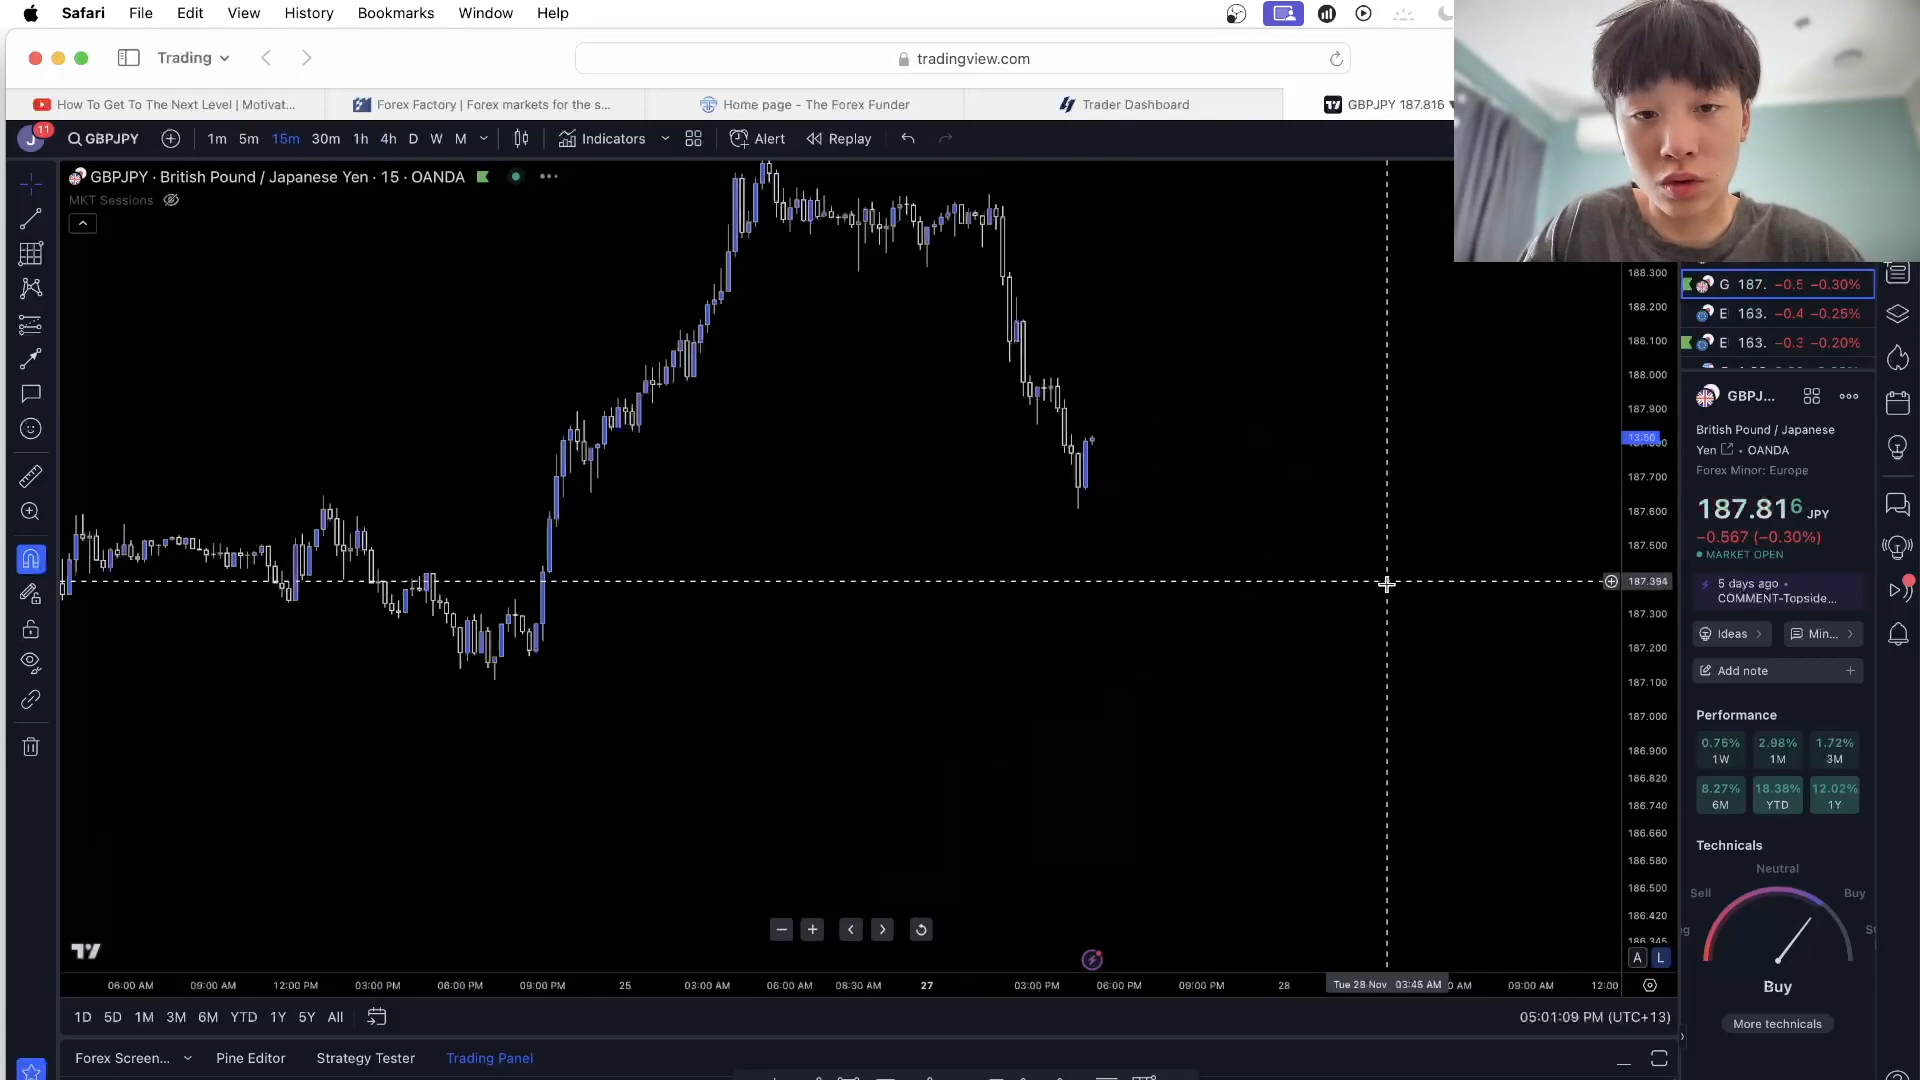 Safari File Edit View History Bookmarks Window Help
Trading
tradingview.com
How To Get To The Next Level | Motivat...
Forex Factory | Forex markets for the s...
Home page - The Forex Funder
Trader Dashboard
GBPJPY 187.816
J 11
GBPJPY 1m 5m 15m 30m 1h 4h D W M Indicators Alert Replay
GBPJPY · British Pound / Japanese Yen · 15 · OANDA
MKT Sessions
188.300
188.200
188.100
188.000
187.900
13:50
187.700
187.600
187.500
187.394
187.300
187.200
187.100
187.000
186.900
186.820
186.740
186.660
186.580
186.500
186.420
186.345
A L
G 187. −0.5 −0.30%
E 163. −0.4 −0.25%
E 163. −0.3 −0.20%
GBPJ...
British Pound / Japanese
Yen • OANDA
Forex Minor: Europe
187.816 JPY
−0.567 (−0.30%)
MARKET OPEN
5 days ago •
COMMENT-Topside...
Ideas Min...
Add note
Performance
0.75% 2.98% 1.72%
1W 1M 3M
8.27% 18.38% 12.02%
6M YTD 1Y
Technicals
Neutral
Sell Buy
Buy
More technicals
06:00 AM 09:00 AM 12:00 PM 03:00 PM 06:00 PM 09:00 PM 25 03:00 AM 06:00 AM 08:30 AM 27 03:00 PM 06:00 PM 09:00 PM 28 Tue 28 Nov 03:45 AM 0 AM 09:00 AM 12:00
1D 5D 1M 3M 6M YTD 1Y 5Y All
05:01:09 PM (UTC+13)
Forex Screen... Pine Editor Strategy Tester Trading Panel